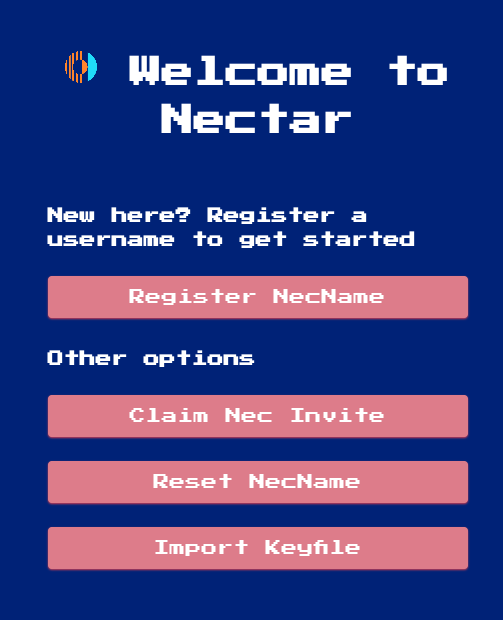 Welcome to
Nectar
New here? Register a
username to get started
Register NecName
Other options
Claim Nec Invite
Reset NecName
Import Keyfile